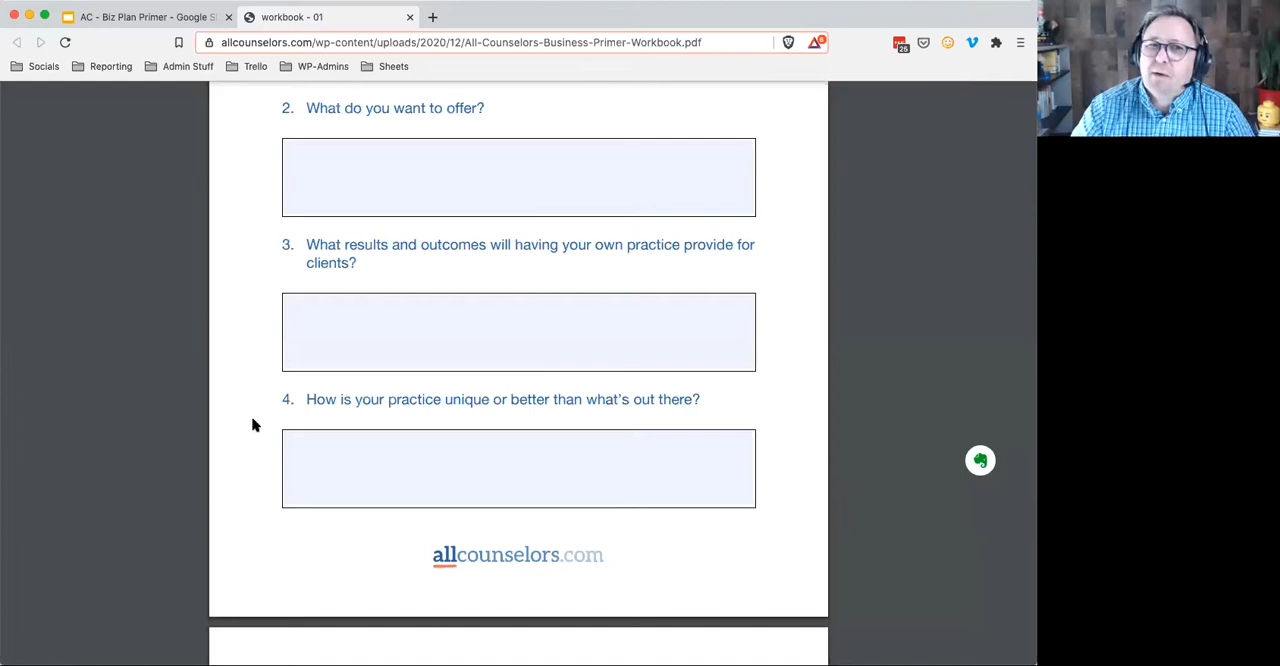 AC - Biz Plan Primer - Google Sl
workbook - 01
allcounselors.com/wp-content/uploads/2020/12/All-Counselors-Business-Primer-Workbook.pdf
6
25
Socials
Reporting
Admin Stuff
Trello
WP-Admins
Sheets
2. What do you want to offer?
3. What results and outcomes will having your own practice provide for
clients?
4. How is your practice unique or better than what's out there?
allcounselors.com